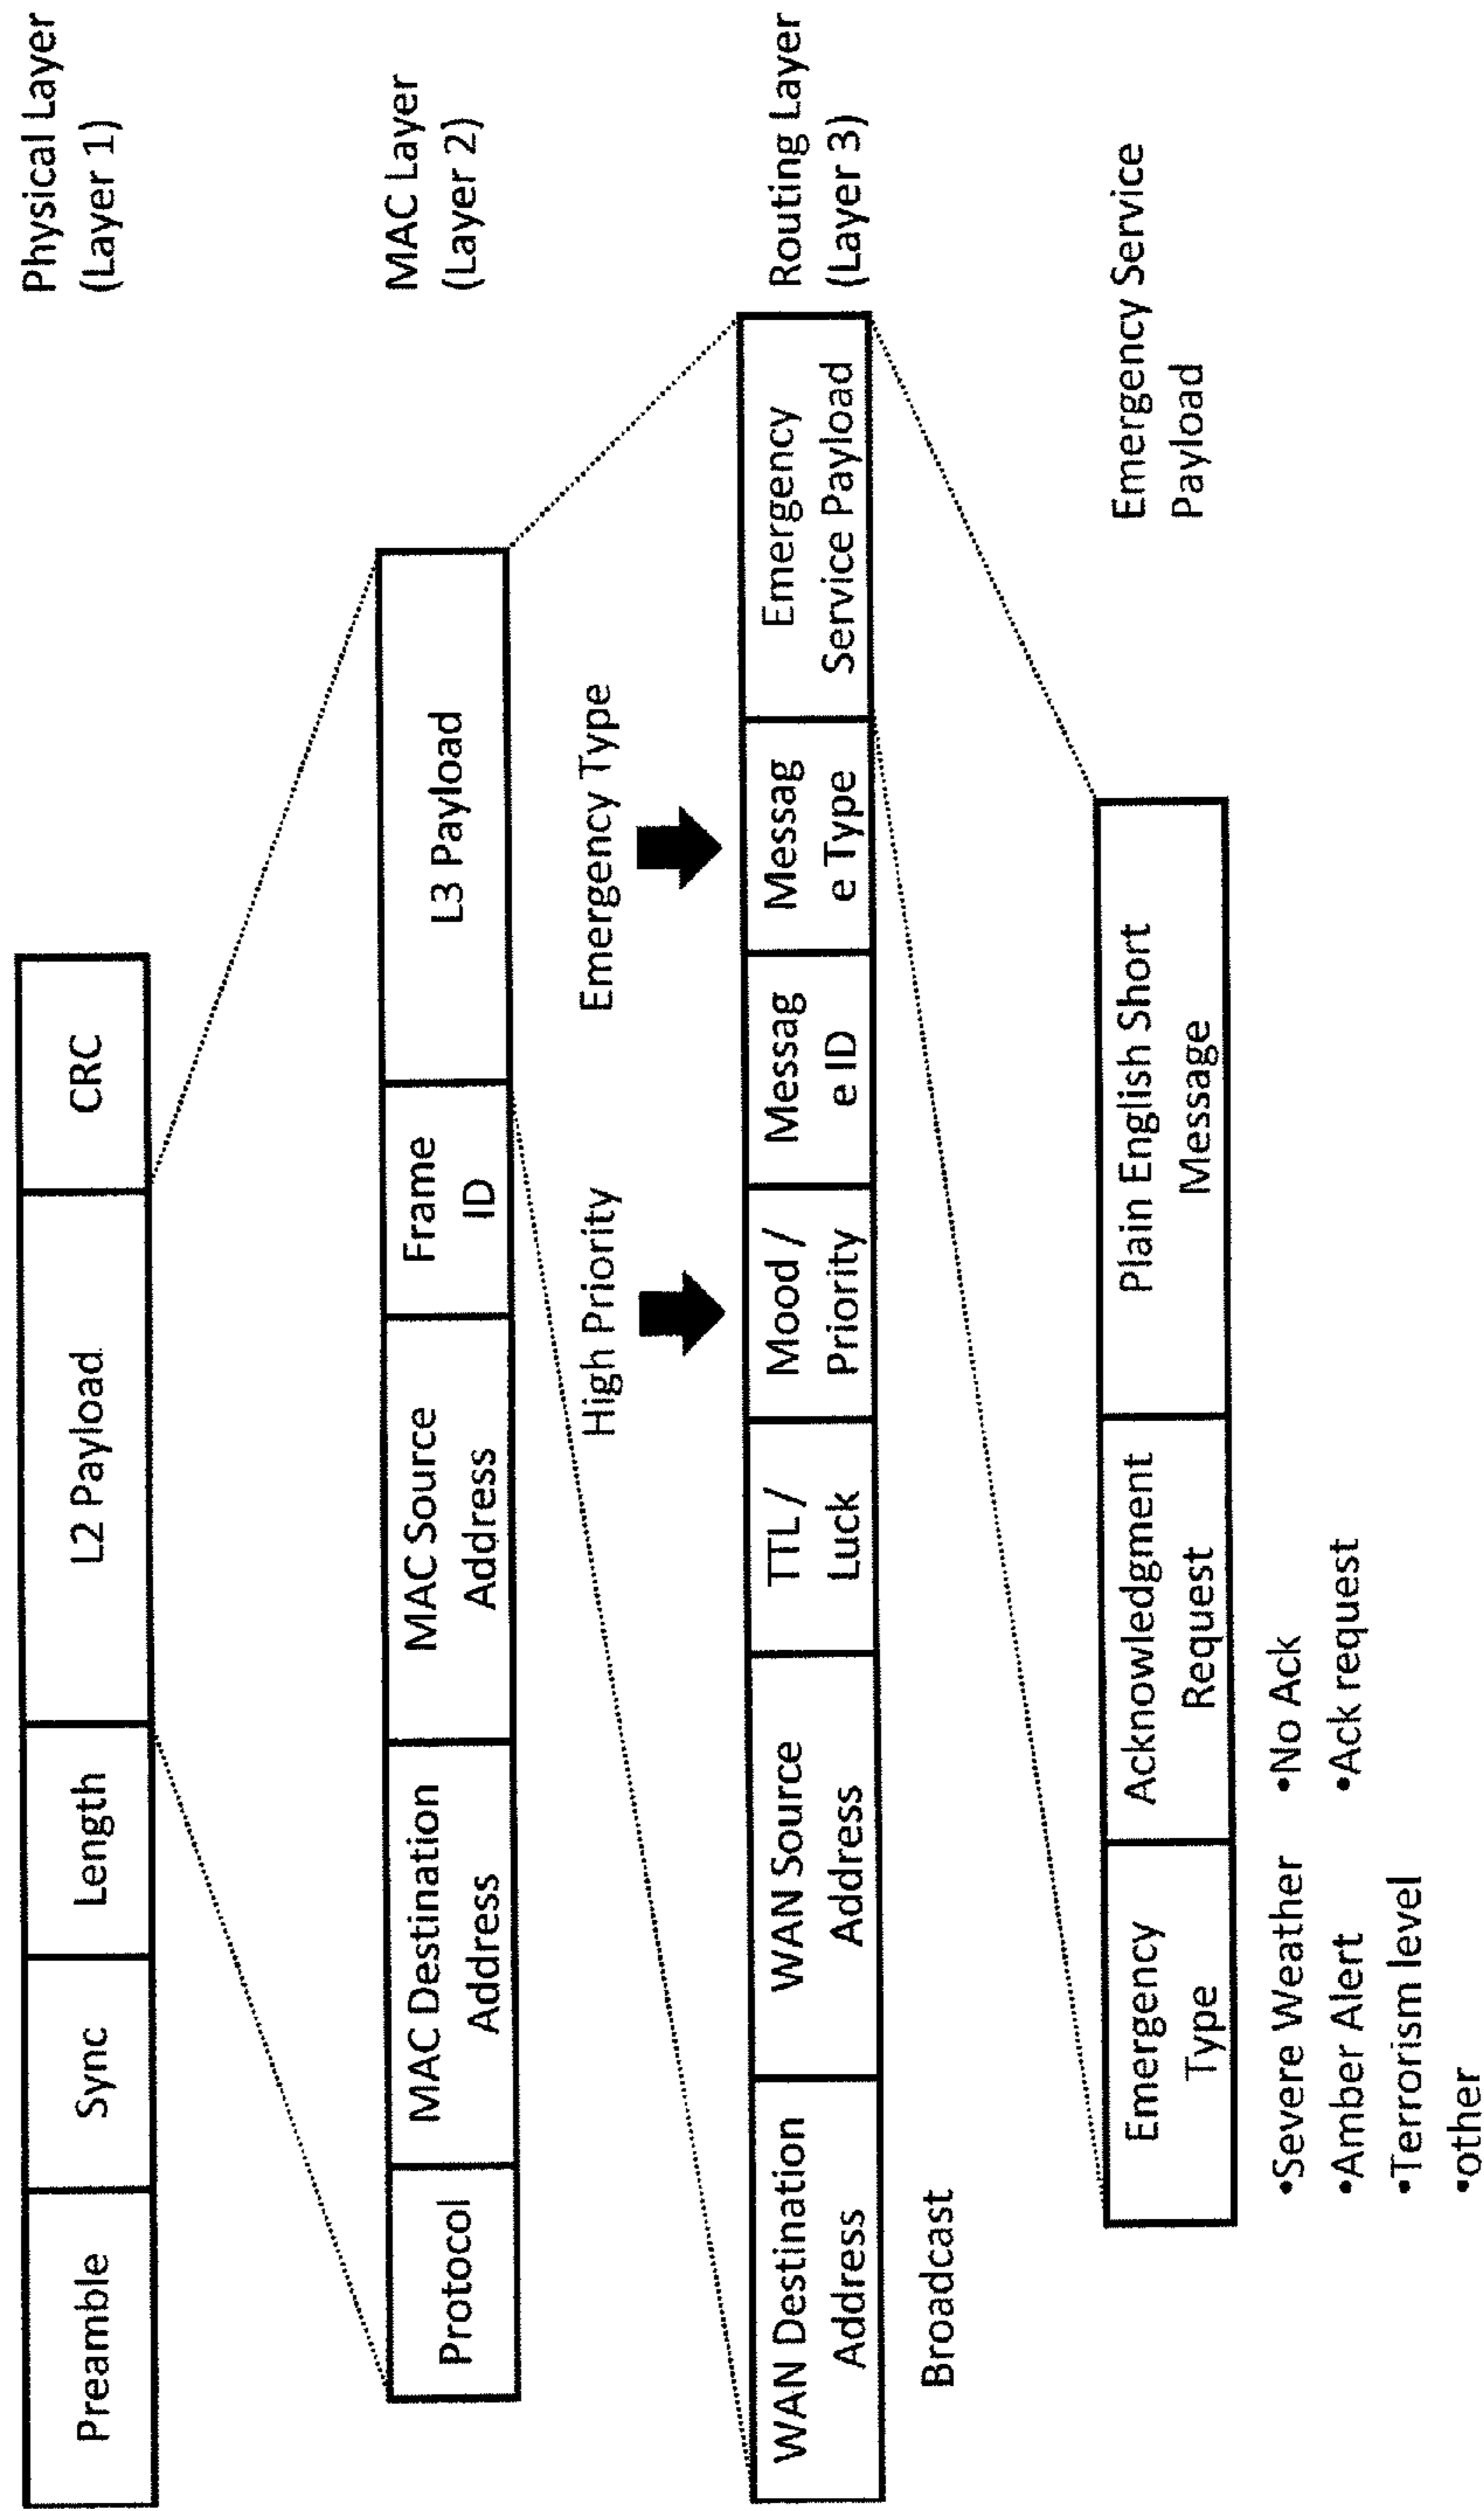 Physical Layer
(Layer 1)
Preamble
Sync
Length
L2 Payload
CRC
MAC Layer
(Layer 2)
Protocol
MAC Destination
Address
MAC Source
Address
Frame
ID
L3 Payload
High Priority
Emergency Type
Routing Layer
(Layer 3)
WAN Destination
Address
WAN Source
Address
TTL /
Luck
Mood /
Priority
Messag
e ID
Messag
e Type
Emergency
Service Payload
Broadcast
Emergency Service
Payload
Emergency
Type
Acknowledgment
Request
Plain English Short
Message
•Severe Weather
•Amber Alert
•Terrorism level
•other
•No Ack
•Ack request